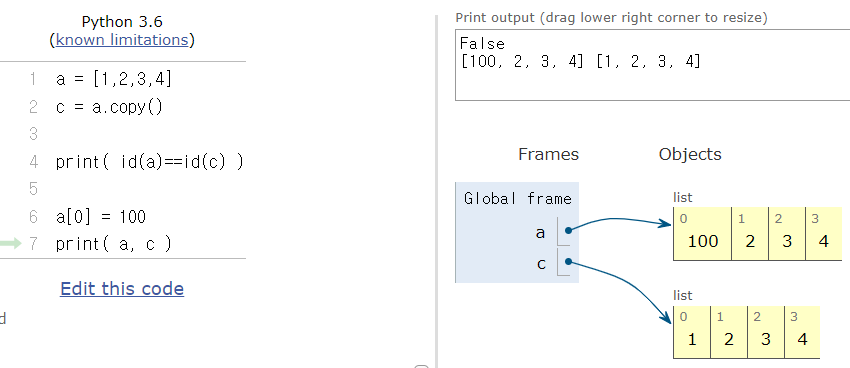 Python 3.6
(known limitations)
1 a = [1,2,3,4]
2 c = a.copy()
3
4 print( id(a)==id(c) )
5
6 a[0] = 100
7 print( a, c )
Edit this code
d
Print output (drag lower right corner to resize)
False
[100, 2, 3, 4] [1, 2, 3, 4]
Frames Objects
Global frame
a
c
list
0 1 2 3
100 2 3 4
list
0 1 2 3
1 2 3 4